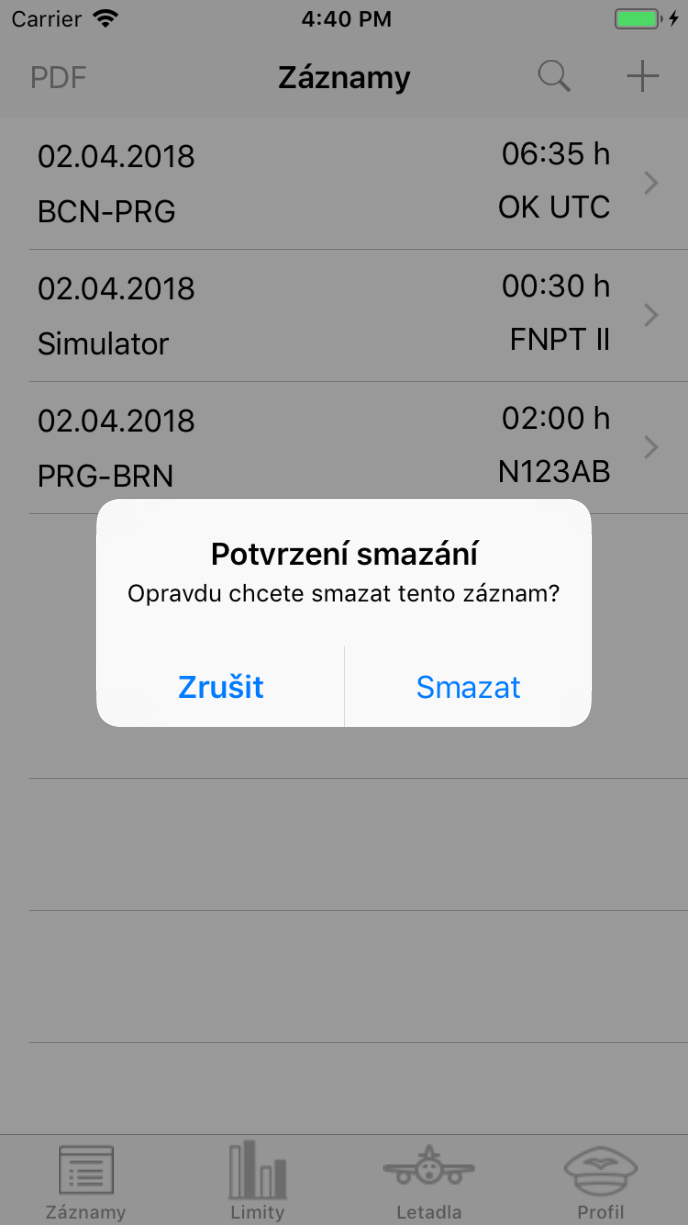 Carrier 4:40 PM
PDF Záznamy
02.04.2018 06:35 h
BCN-PRG OK UTC
02.04.2018 00:30 h
Simulator FNPT II
02.04.2018 02:00 h
PRG-BRN N123AB
Potvrzení smazání
Opravdu chcete smazat tento záznam?
Zrušit Smazat
Záznamy Limity Letadla Profil